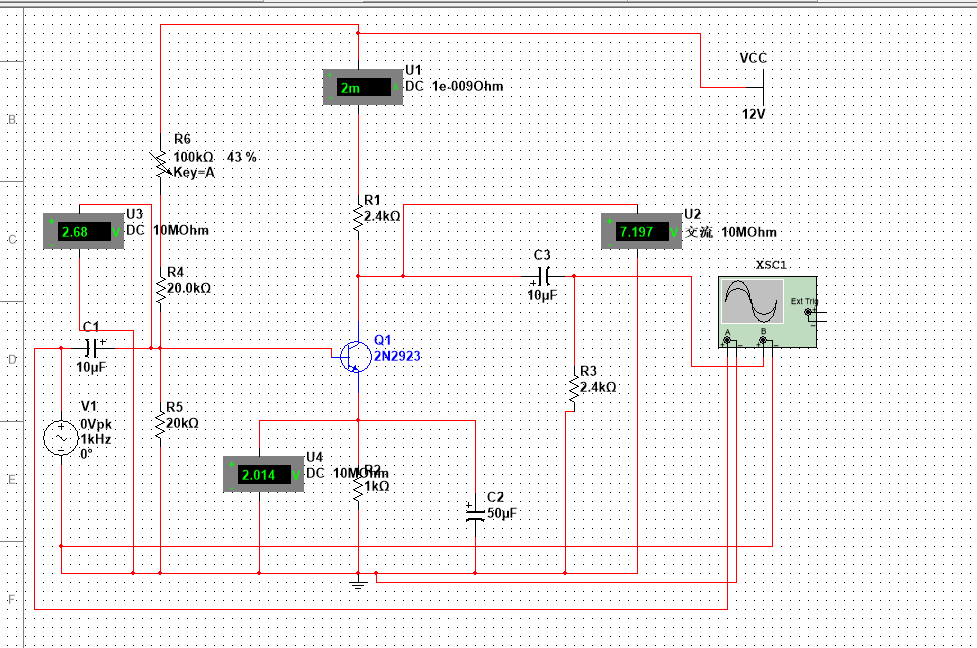 VCC
12V
U1
DC 1e-009Ohm
2m
B
R6
100kΩ 43 %
Key=A
R1
2.4kΩ
U3
DC 10MOhm
2.68 V
C
U2
交流 10MOhm
7.197 V
C3
+
10µF
XSC1
Ext Trig
+
-
A
B
+ - + -
R4
20.0kΩ
C1
+
10µF
D
Q1
2N2923
R3
2.4kΩ
V1
0Vpk
1kHz
0°
R5
20kΩ
U4
DC 10MOhm
2.014 V
R2
1kΩ
E
C2
+
50µF
F